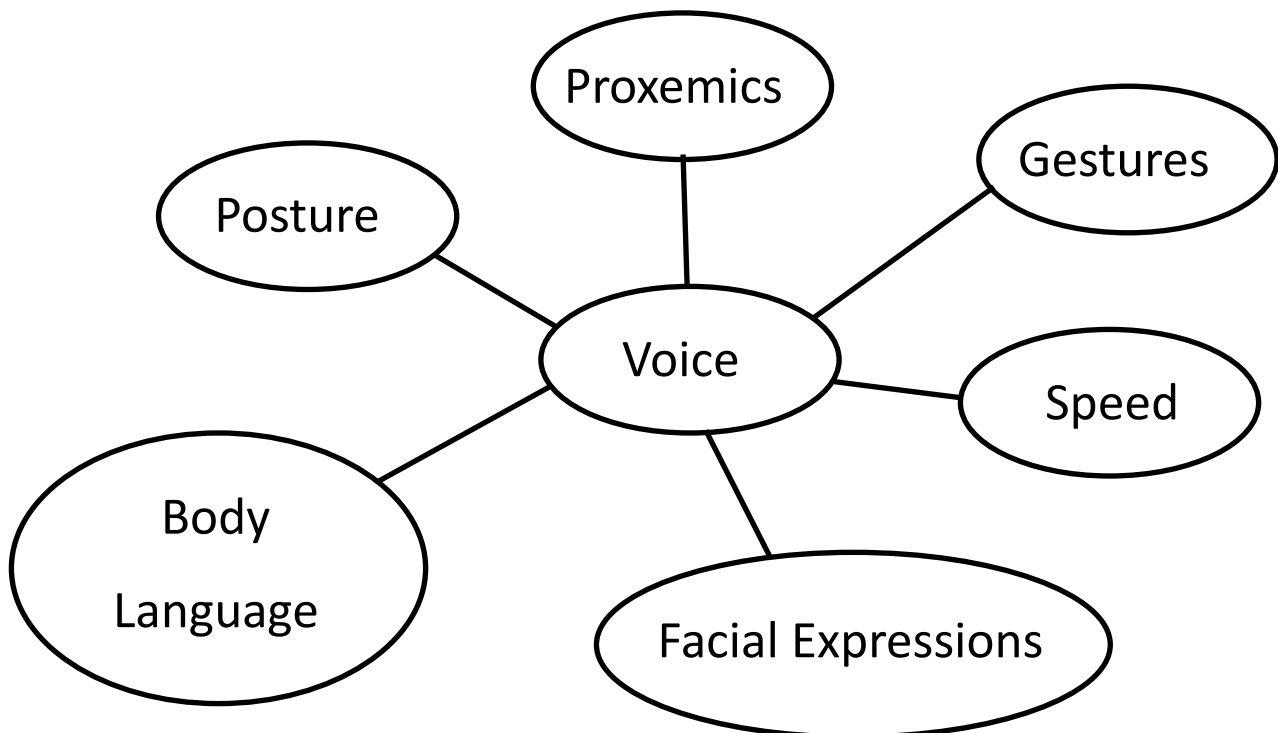 Proxemics
Gestures
Posture
Voice
Speed
Body
Language
Facial Expressions